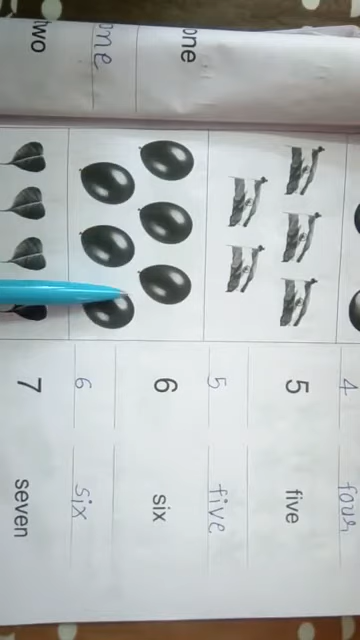 one
one
two
4 four
5 five
5 five
6 six
6 six
7 seven